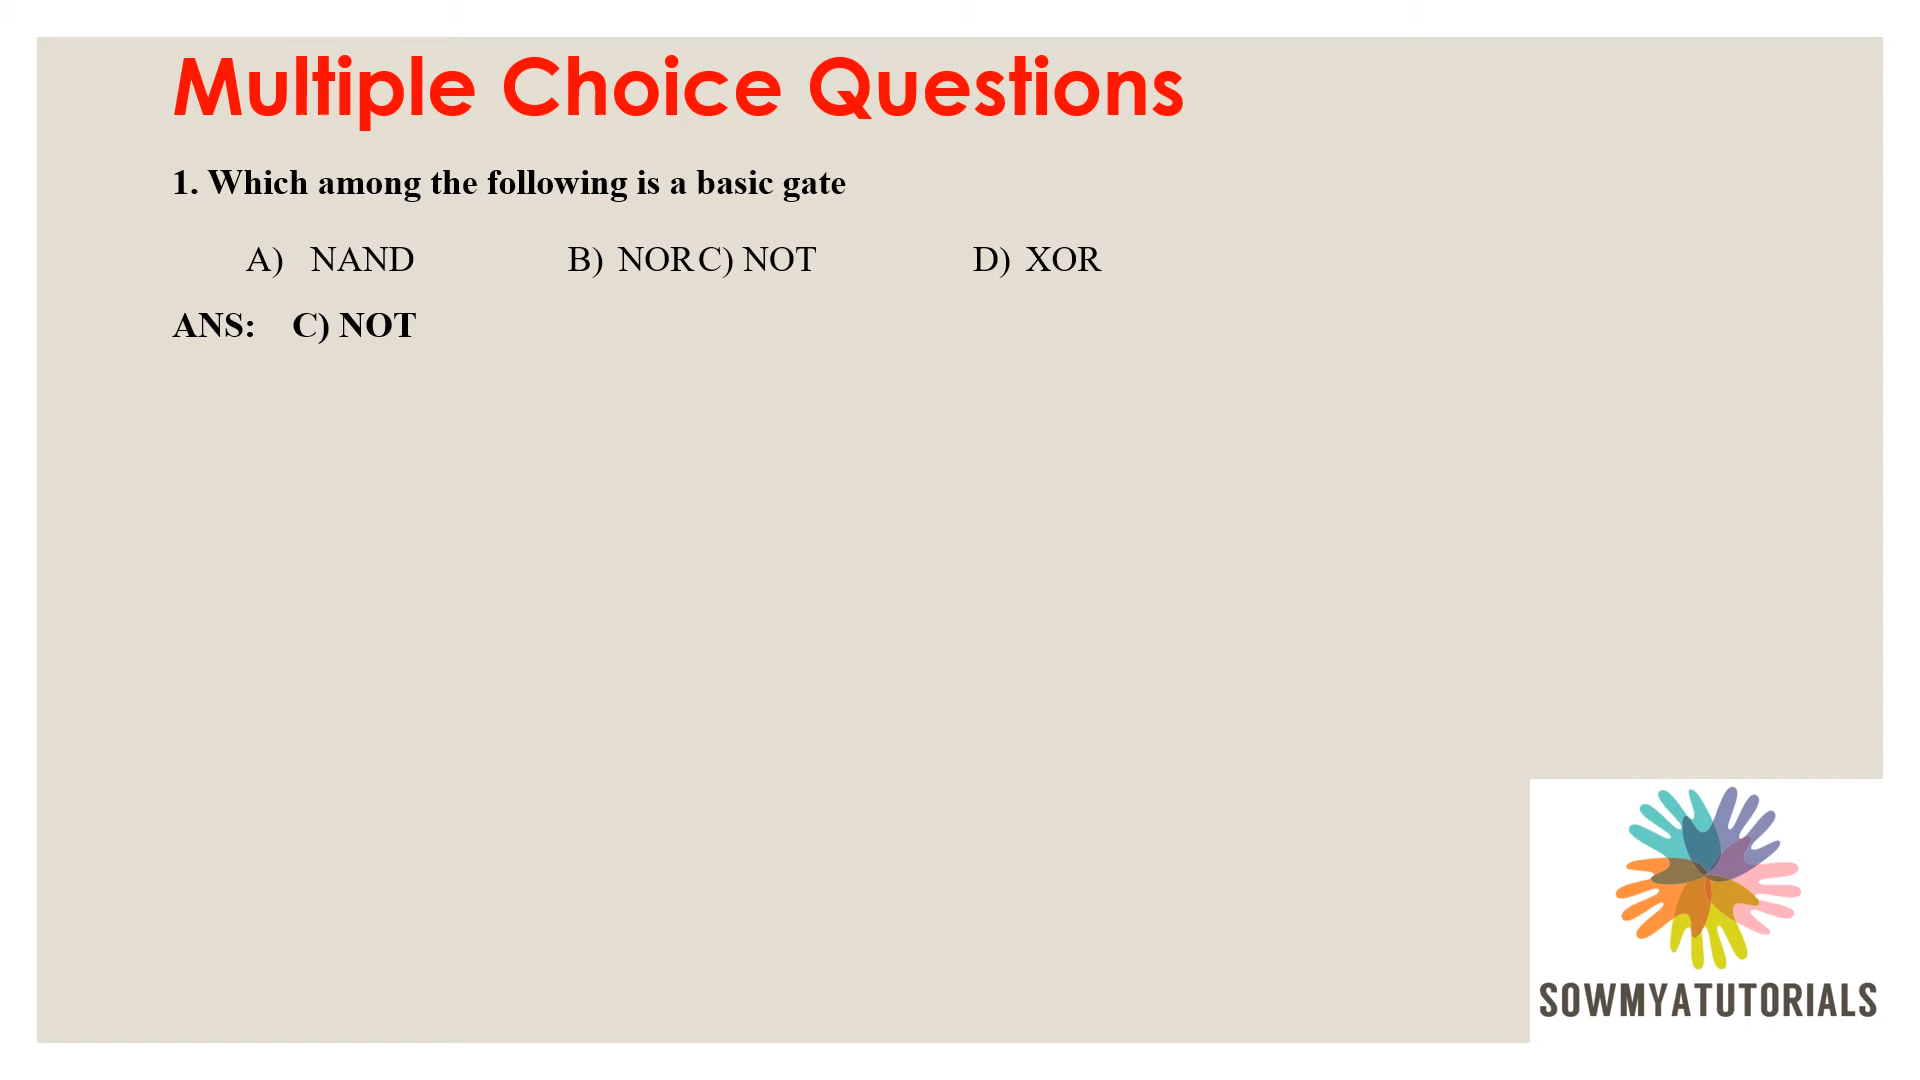 Multiple Choice Questions
1. Which among the following is a basic gate
A) NAND B) NOR C) NOT D) XOR
ANS: C) NOT
SOWMYATUTORIALS